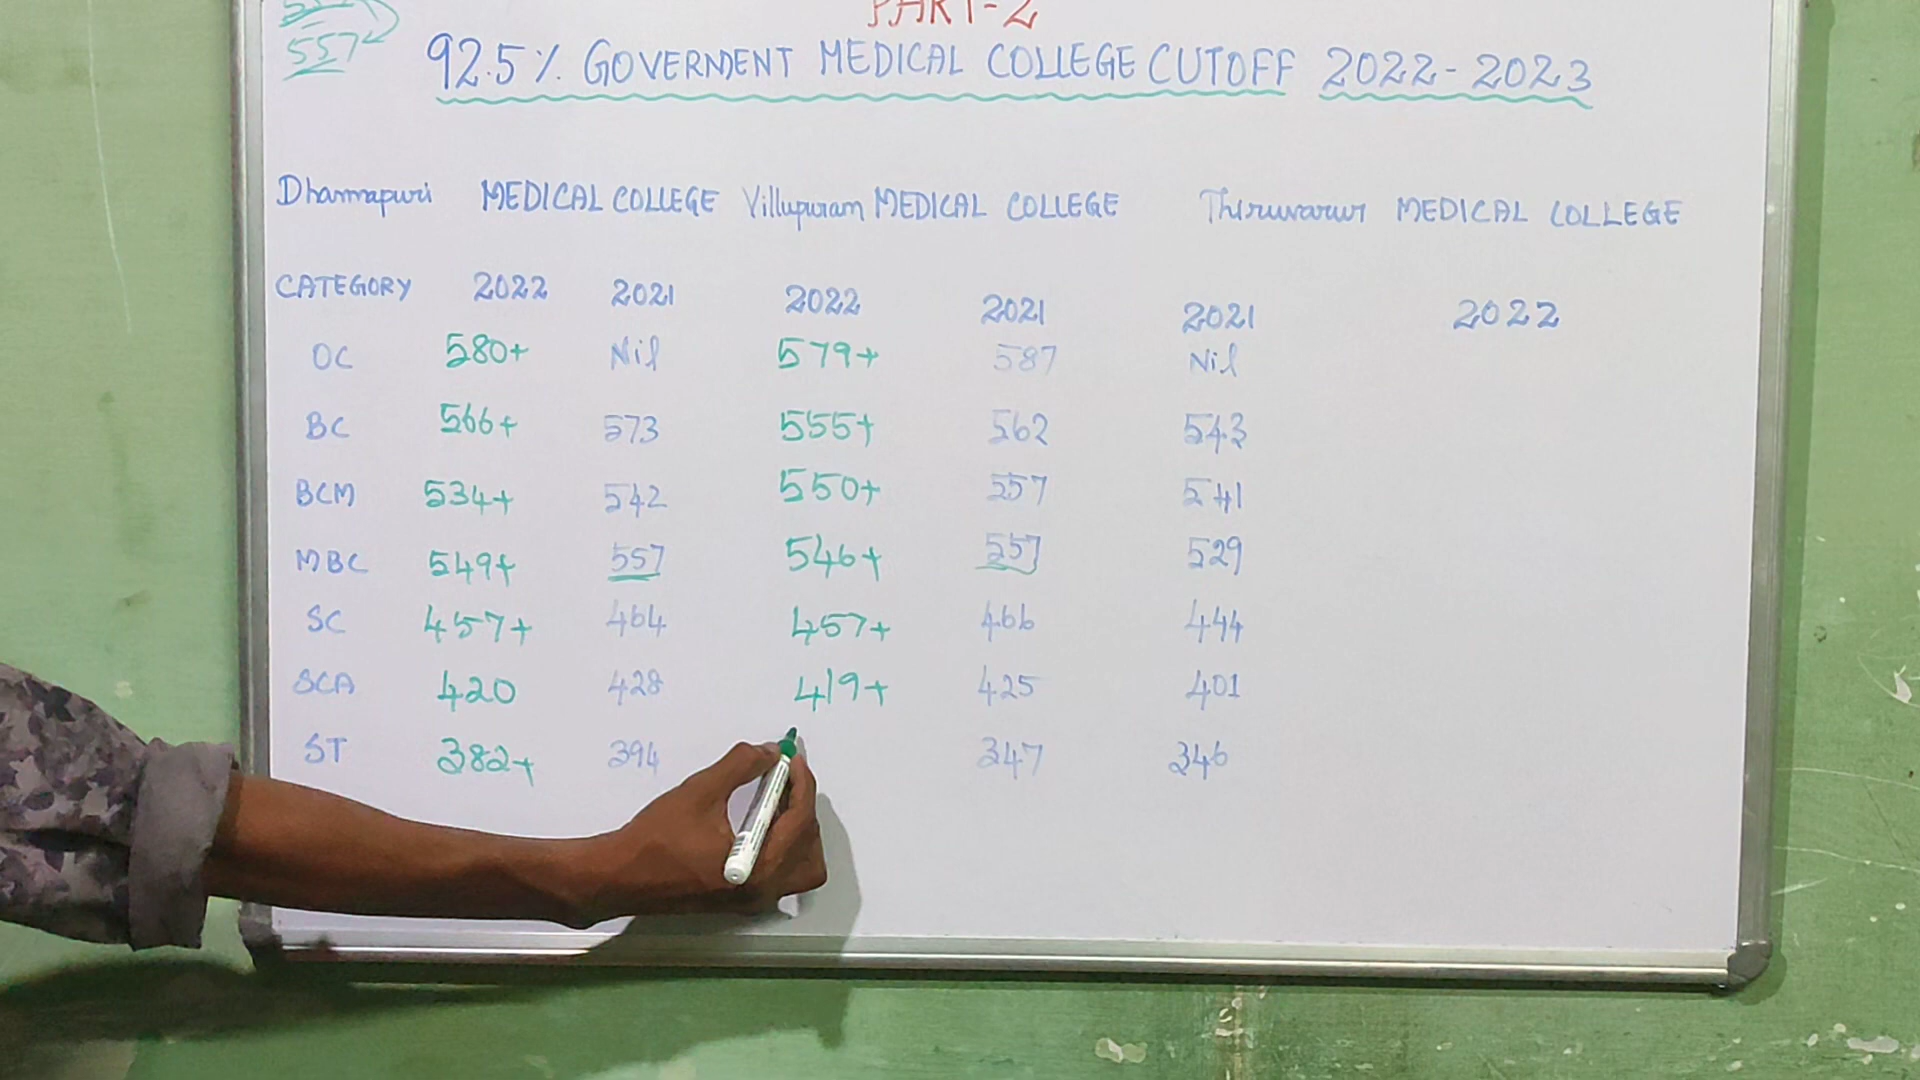 PART-2
557
92.5% GOVERNMENT MEDICAL COLLEGE CUTOFF 2022-2023
Dharmapuri MEDICAL COLLEGE Villupuram MEDICAL COLLEGE Thiruvarur MEDICAL COLLEGE
CATEGORY 2022 2021 2022 2021 2021 2022
OC 580+ Nil 579+ 587 Nil
BC 566+ 573 555+ 562 543
BCM 534+ 542 550+ 557 541
MBC 549+ 557 546+ 557 529
SC 457+ 464 457+ 466 444
SCA 420 428 419+ 425 401
ST 382+ 394 347 346